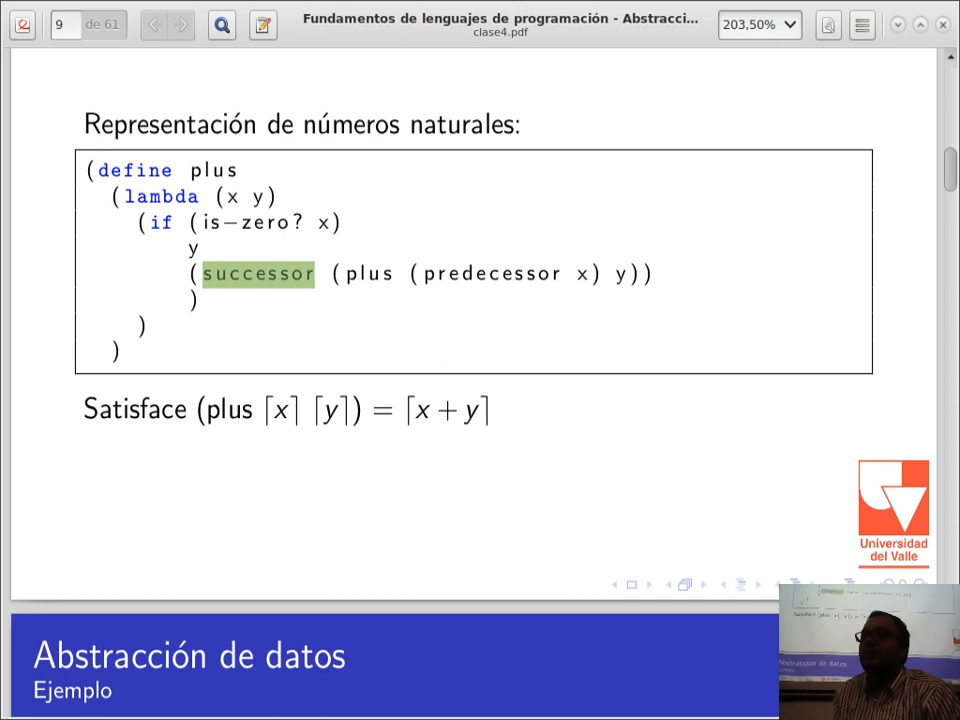 9 de 61
Fundamentos de lenguajes de programación - Abstracci...
clase4.pdf
203,50%
Representación de números naturales:
(define plus
(lambda (x y)
(if (is−zero? x)
y
(successor (plus (predecessor x) y))
)
)
)
Satisface (plus ⌈x⌉ ⌈y⌉) = ⌈x + y⌉
Universidad
del Valle
Abstracción de datos
Ejemplo